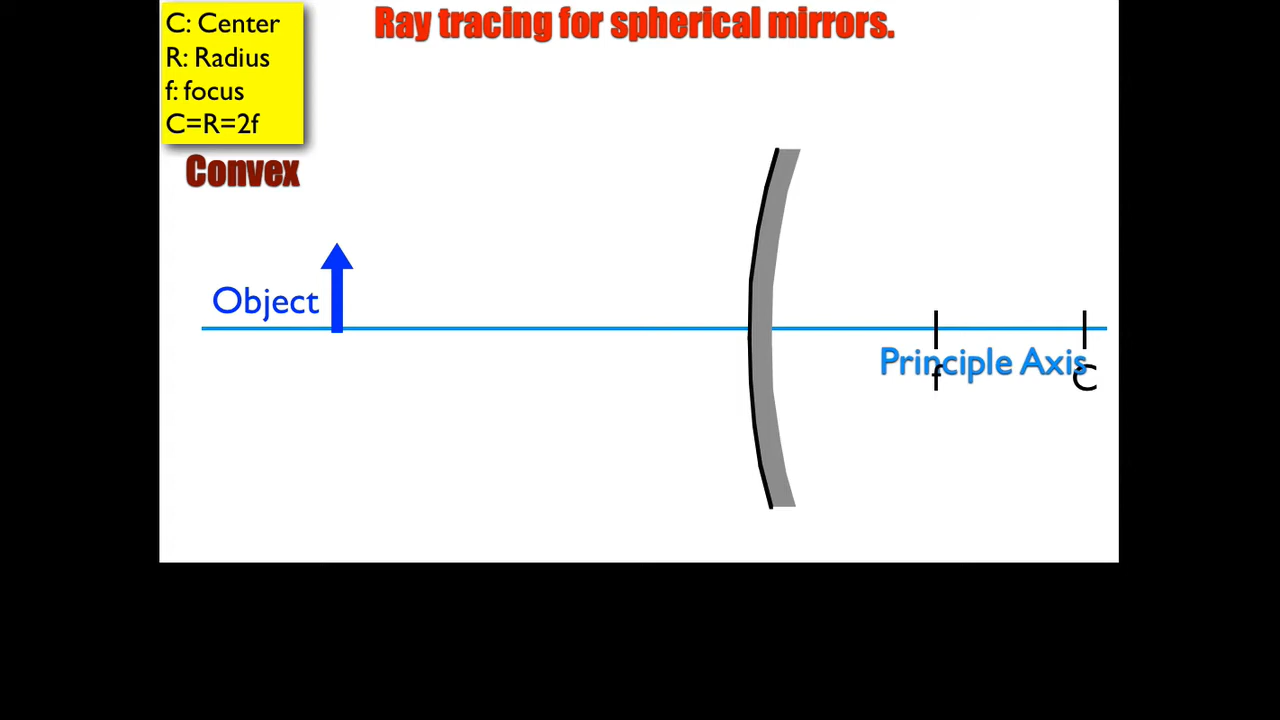 Ray tracing for spherical mirrors.
C: Center
R: Radius
f: focus
C=R=2f
Convex
Object
Principle Axis
f
C